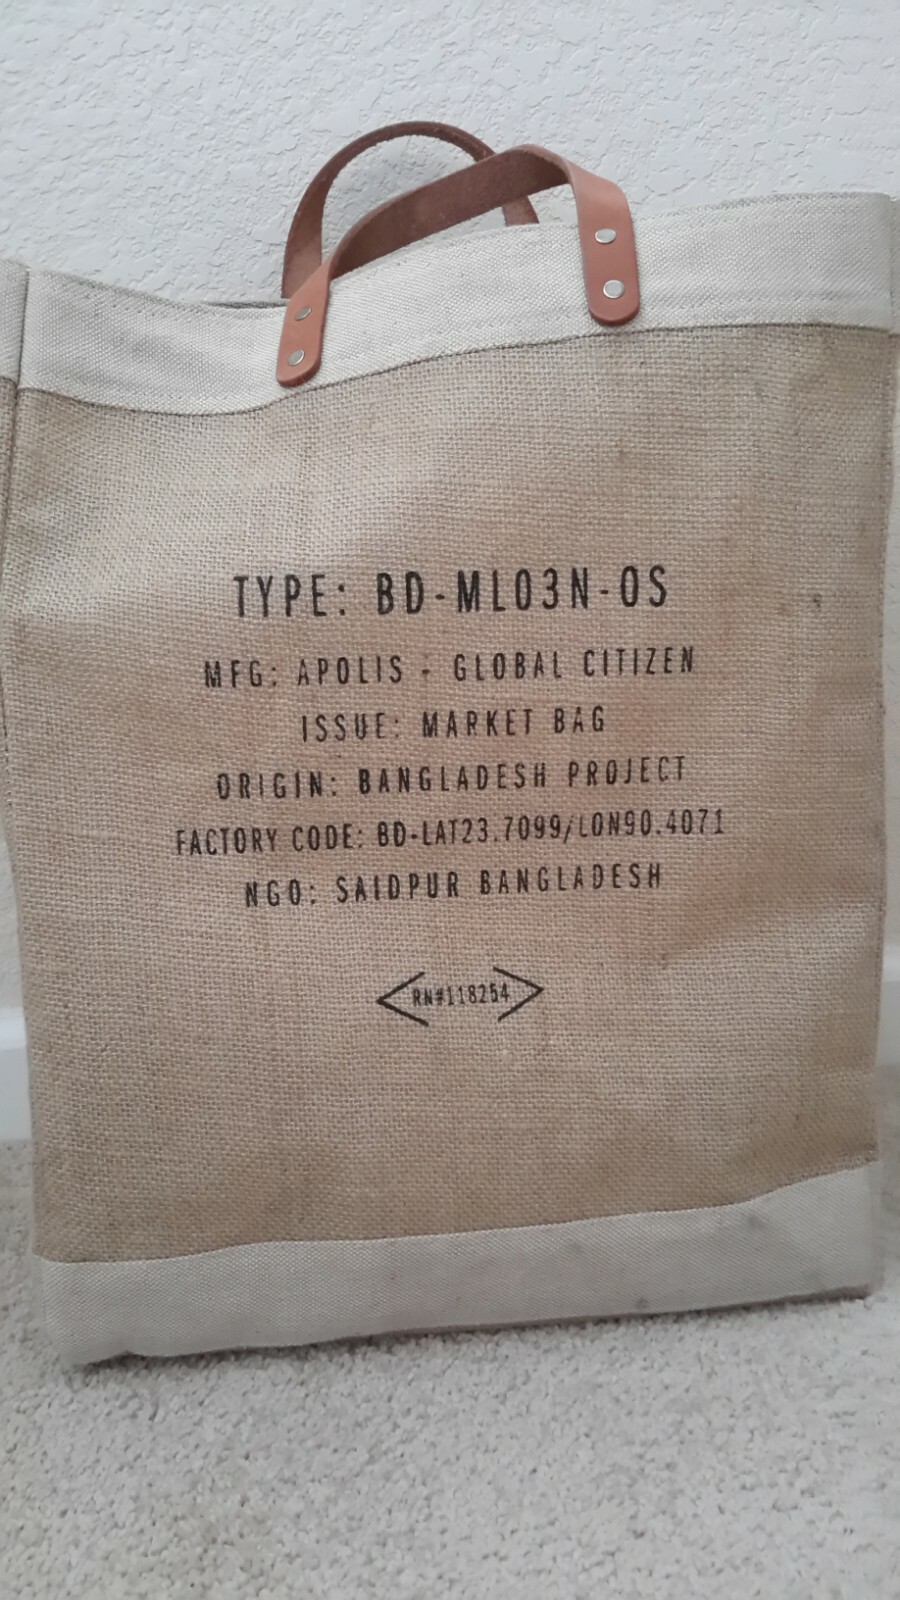 TYPE: BD-ML03N-OS
MFG: APOLIS - GLOBAL CITIZEN
ISSUE: MARKET BAG
ORIGIN: BANGLADESH PROJECT
FACTORY CODE: BD-LAT23.7099/LON90.4071
NGO: SAIDPUR BANGLADESH
RN#118254